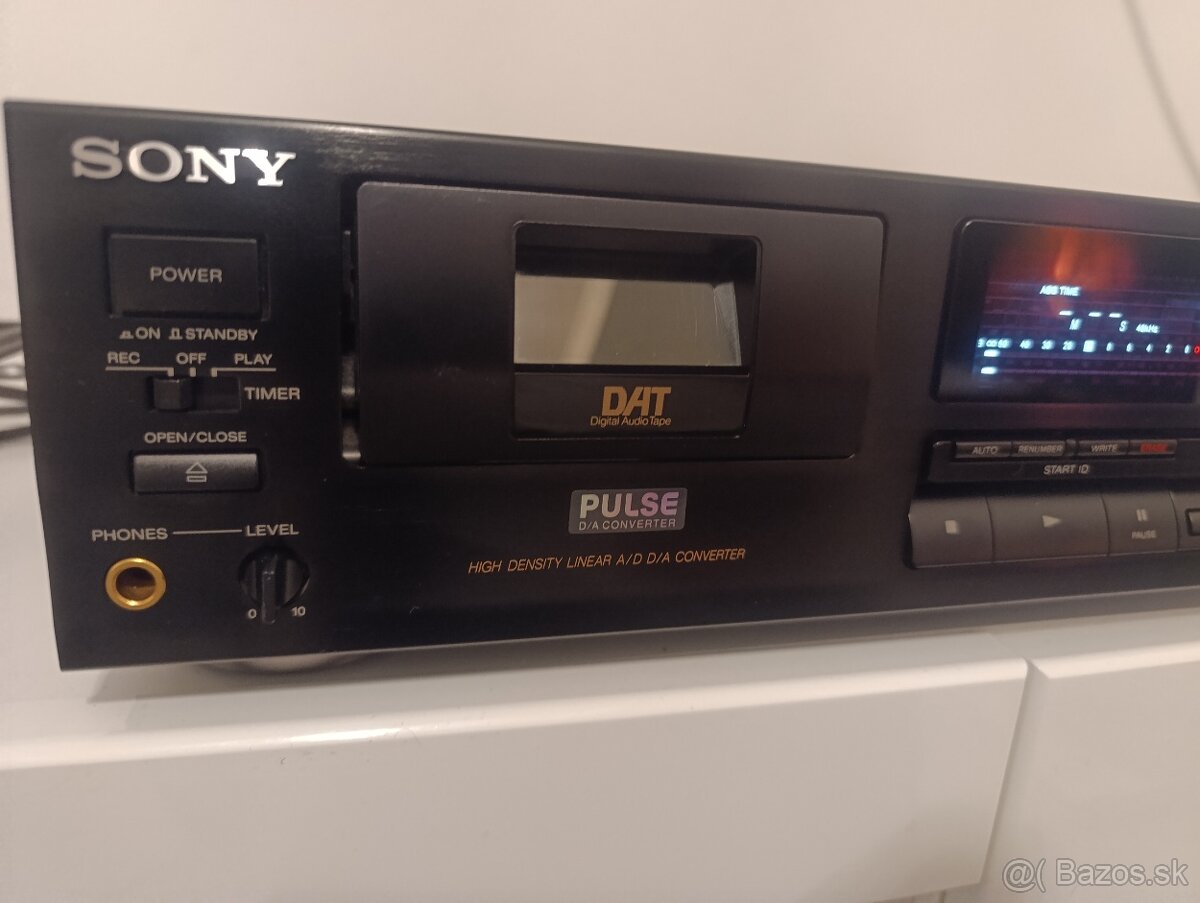 SONY
POWER
ON STANDBY
REC OFF PLAY
TIMER
OPEN/CLOSE
PHONES LEVEL
0 10
DAT
Digital Audio Tape
PULSE
D/A CONVERTER
HIGH DENSITY LINEAR A/D D/A CONVERTER
ABS TIME
M S 48kHz
AUTO RENUMBER WRITE ERASE
START ID
PAUSE
@( Bazos.sk